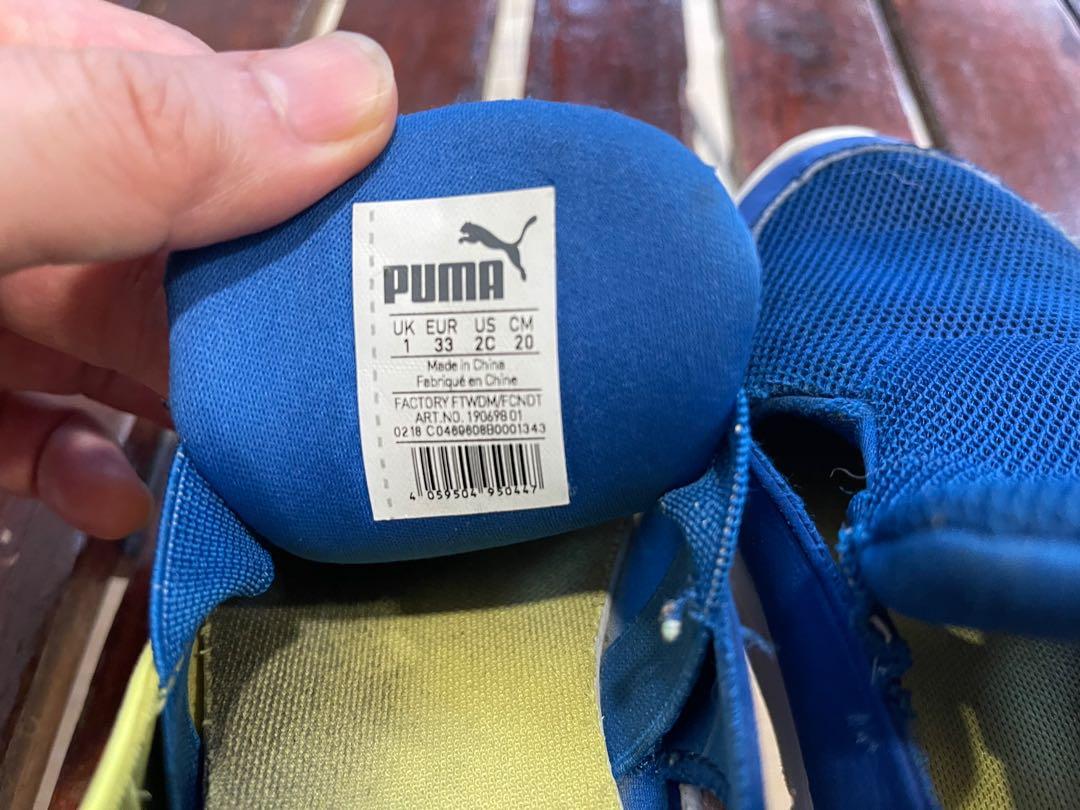 PUMA
UK EUR US CM
1 33 2C 20
Made in China
Fabriqué en Chine
FACTORY FTWDM/FCNDT
ART.NO. 190698 01
0218 C0480808B0001343
4 059504 950447